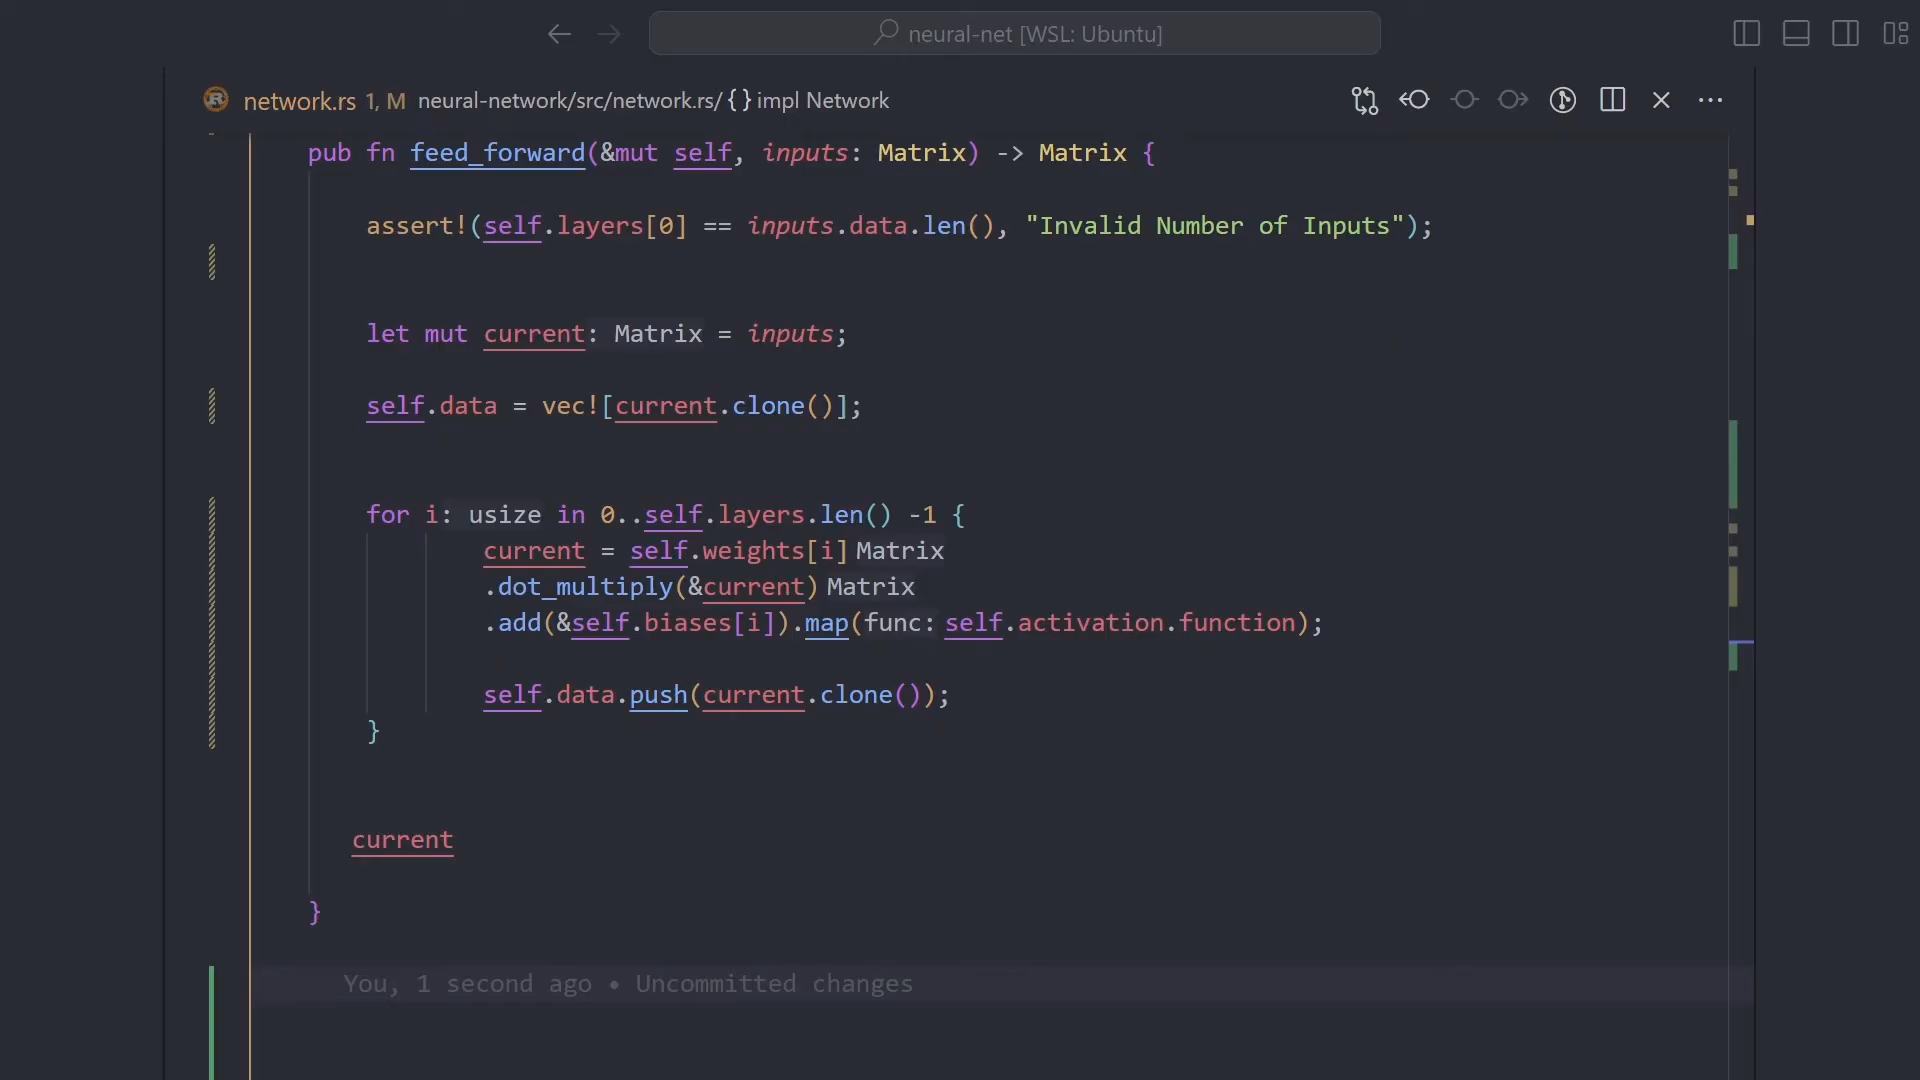 neural-net [WSL: Ubuntu]
network.rs 1, M neural-network/src/network.rs/ {} impl Network
pub fn feed_forward(&mut self, inputs: Matrix) -> Matrix {
assert!(self.layers[0] == inputs.data.len(), "Invalid Number of Inputs");
let mut current: Matrix = inputs;
self.data = vec![current.clone()];
for i: usize in 0..self.layers.len() -1 {
current = self.weights[i] Matrix
.dot_multiply(&current) Matrix
.add(&self.biases[i]).map(func: self.activation.function);
self.data.push(current.clone());
}
current
}
You, 1 second ago • Uncommitted changes